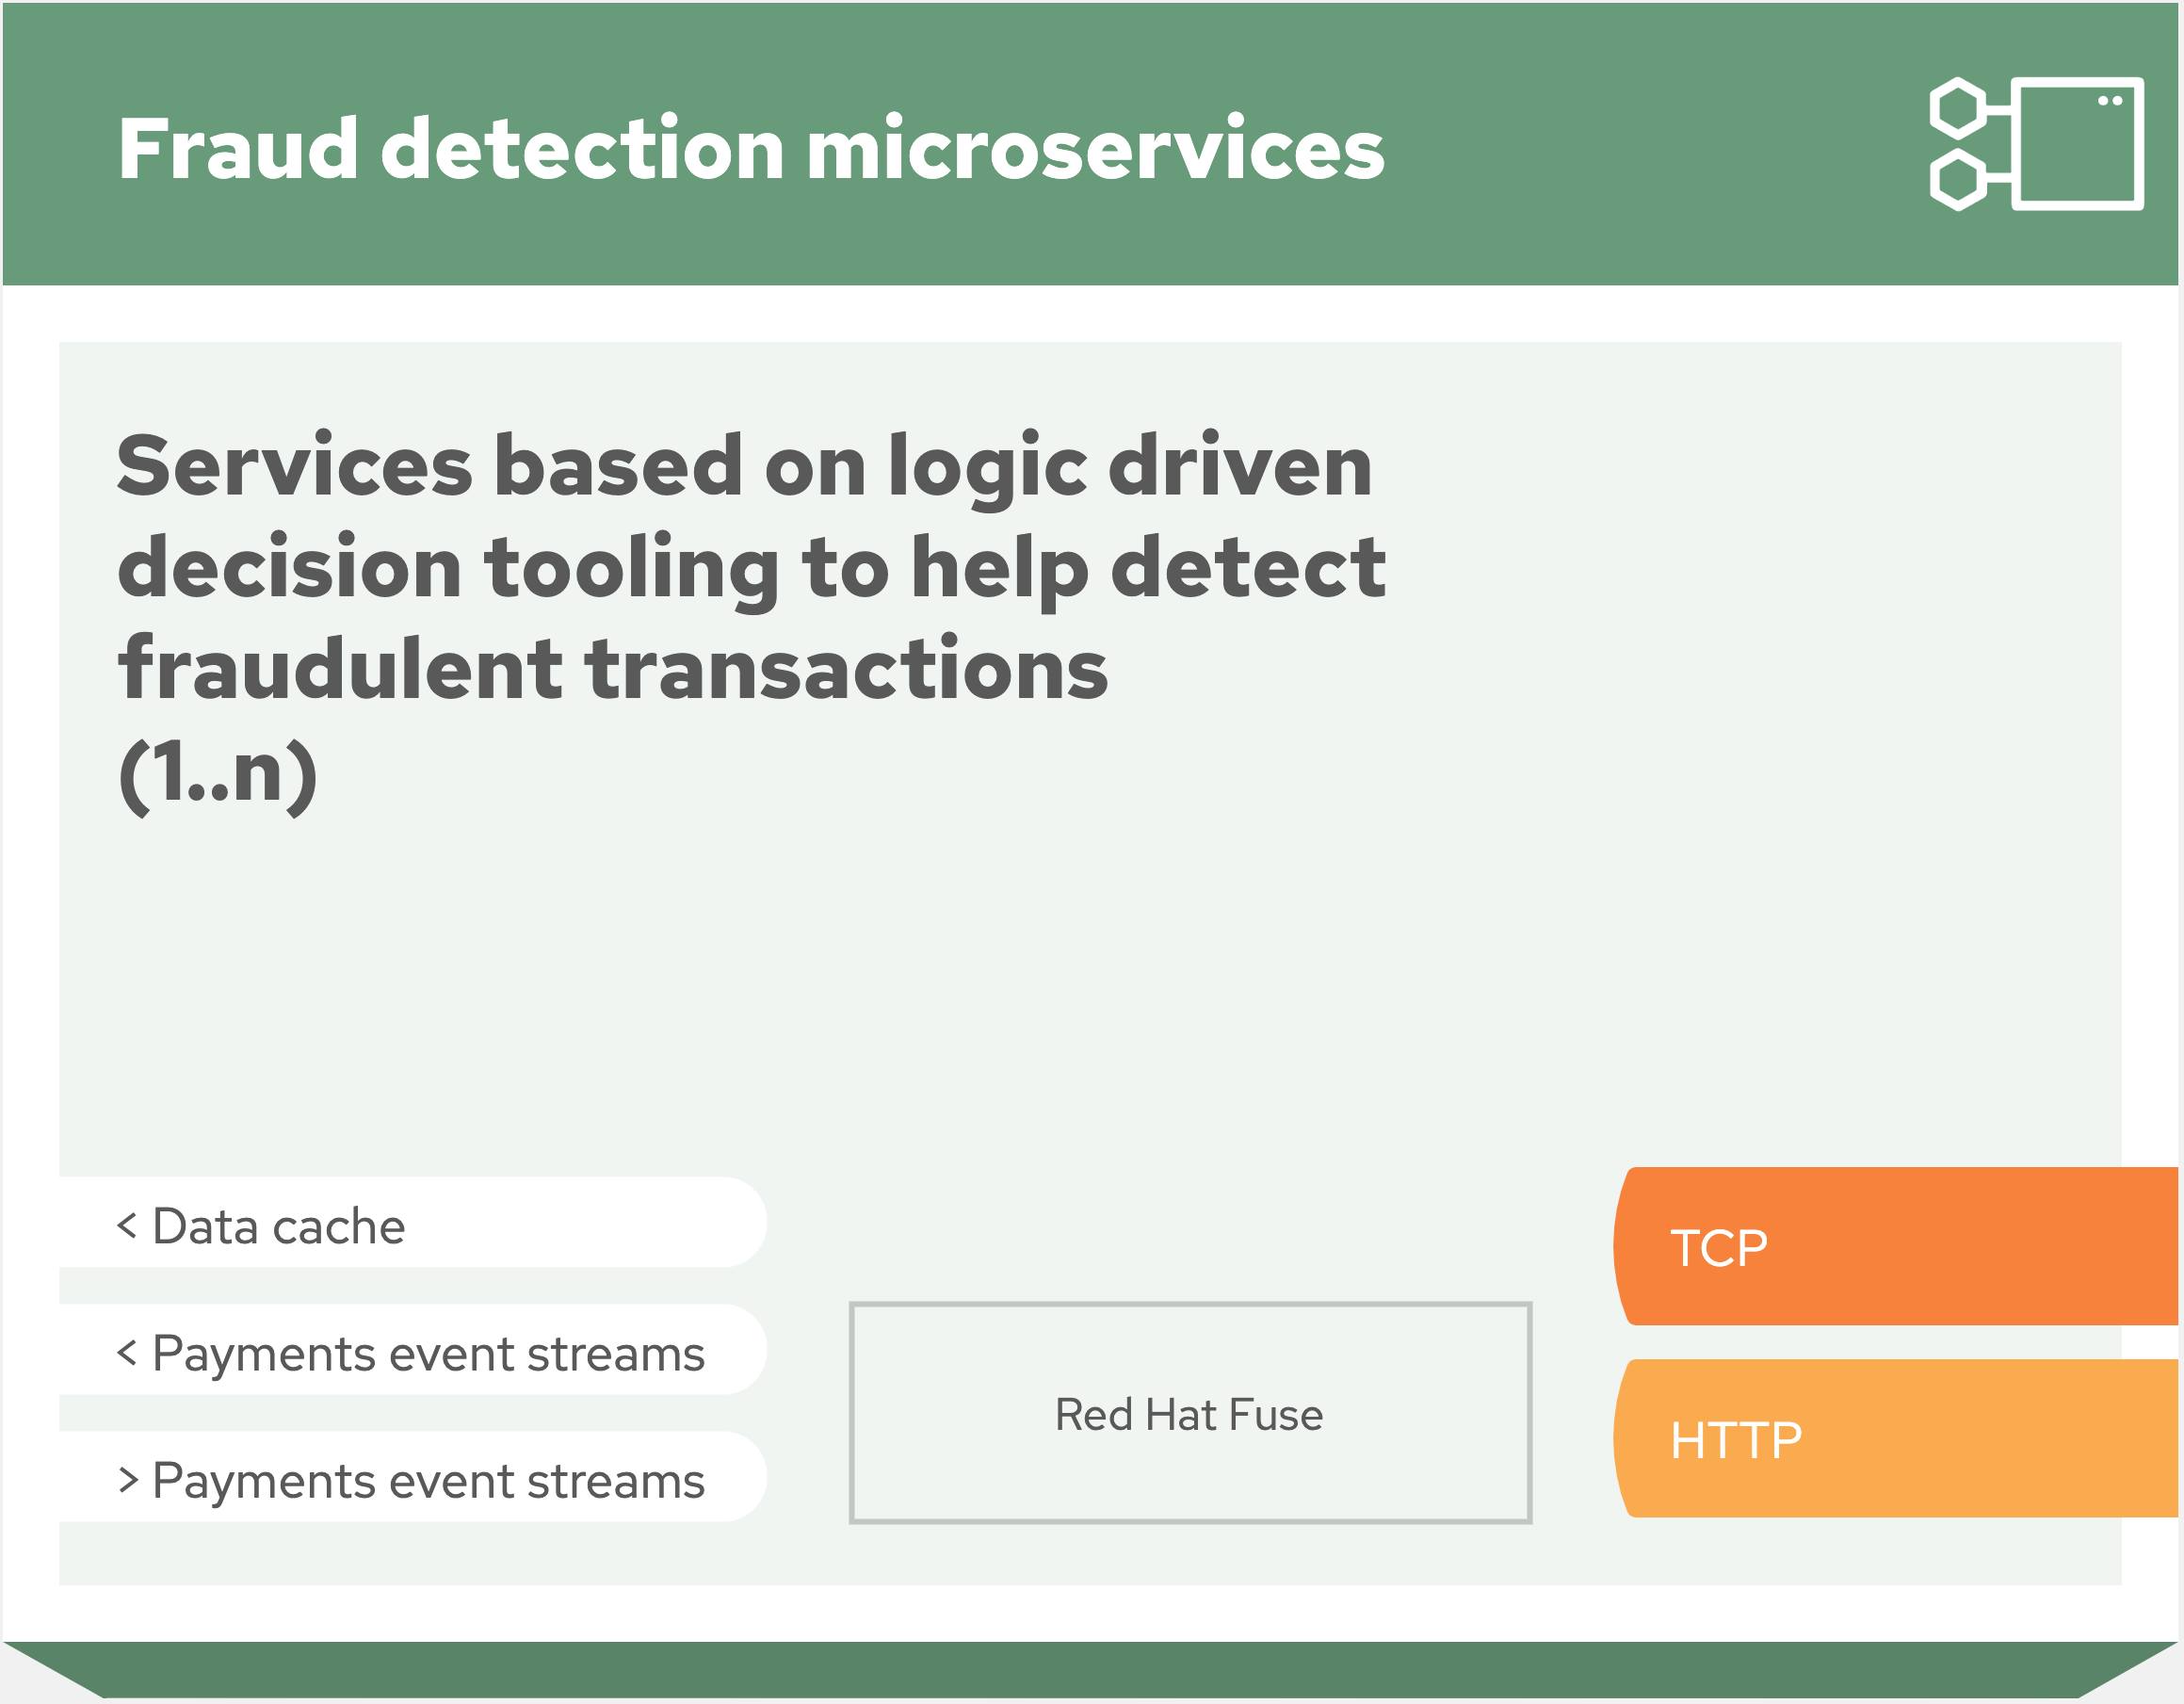 Fraud detection microservices
Services based on logic driven
decision tooling to help detect
fraudulent transactions
(1..n)
< Data cache
< Payments event streams
> Payments event streams
Red Hat Fuse
TCP
HTTP